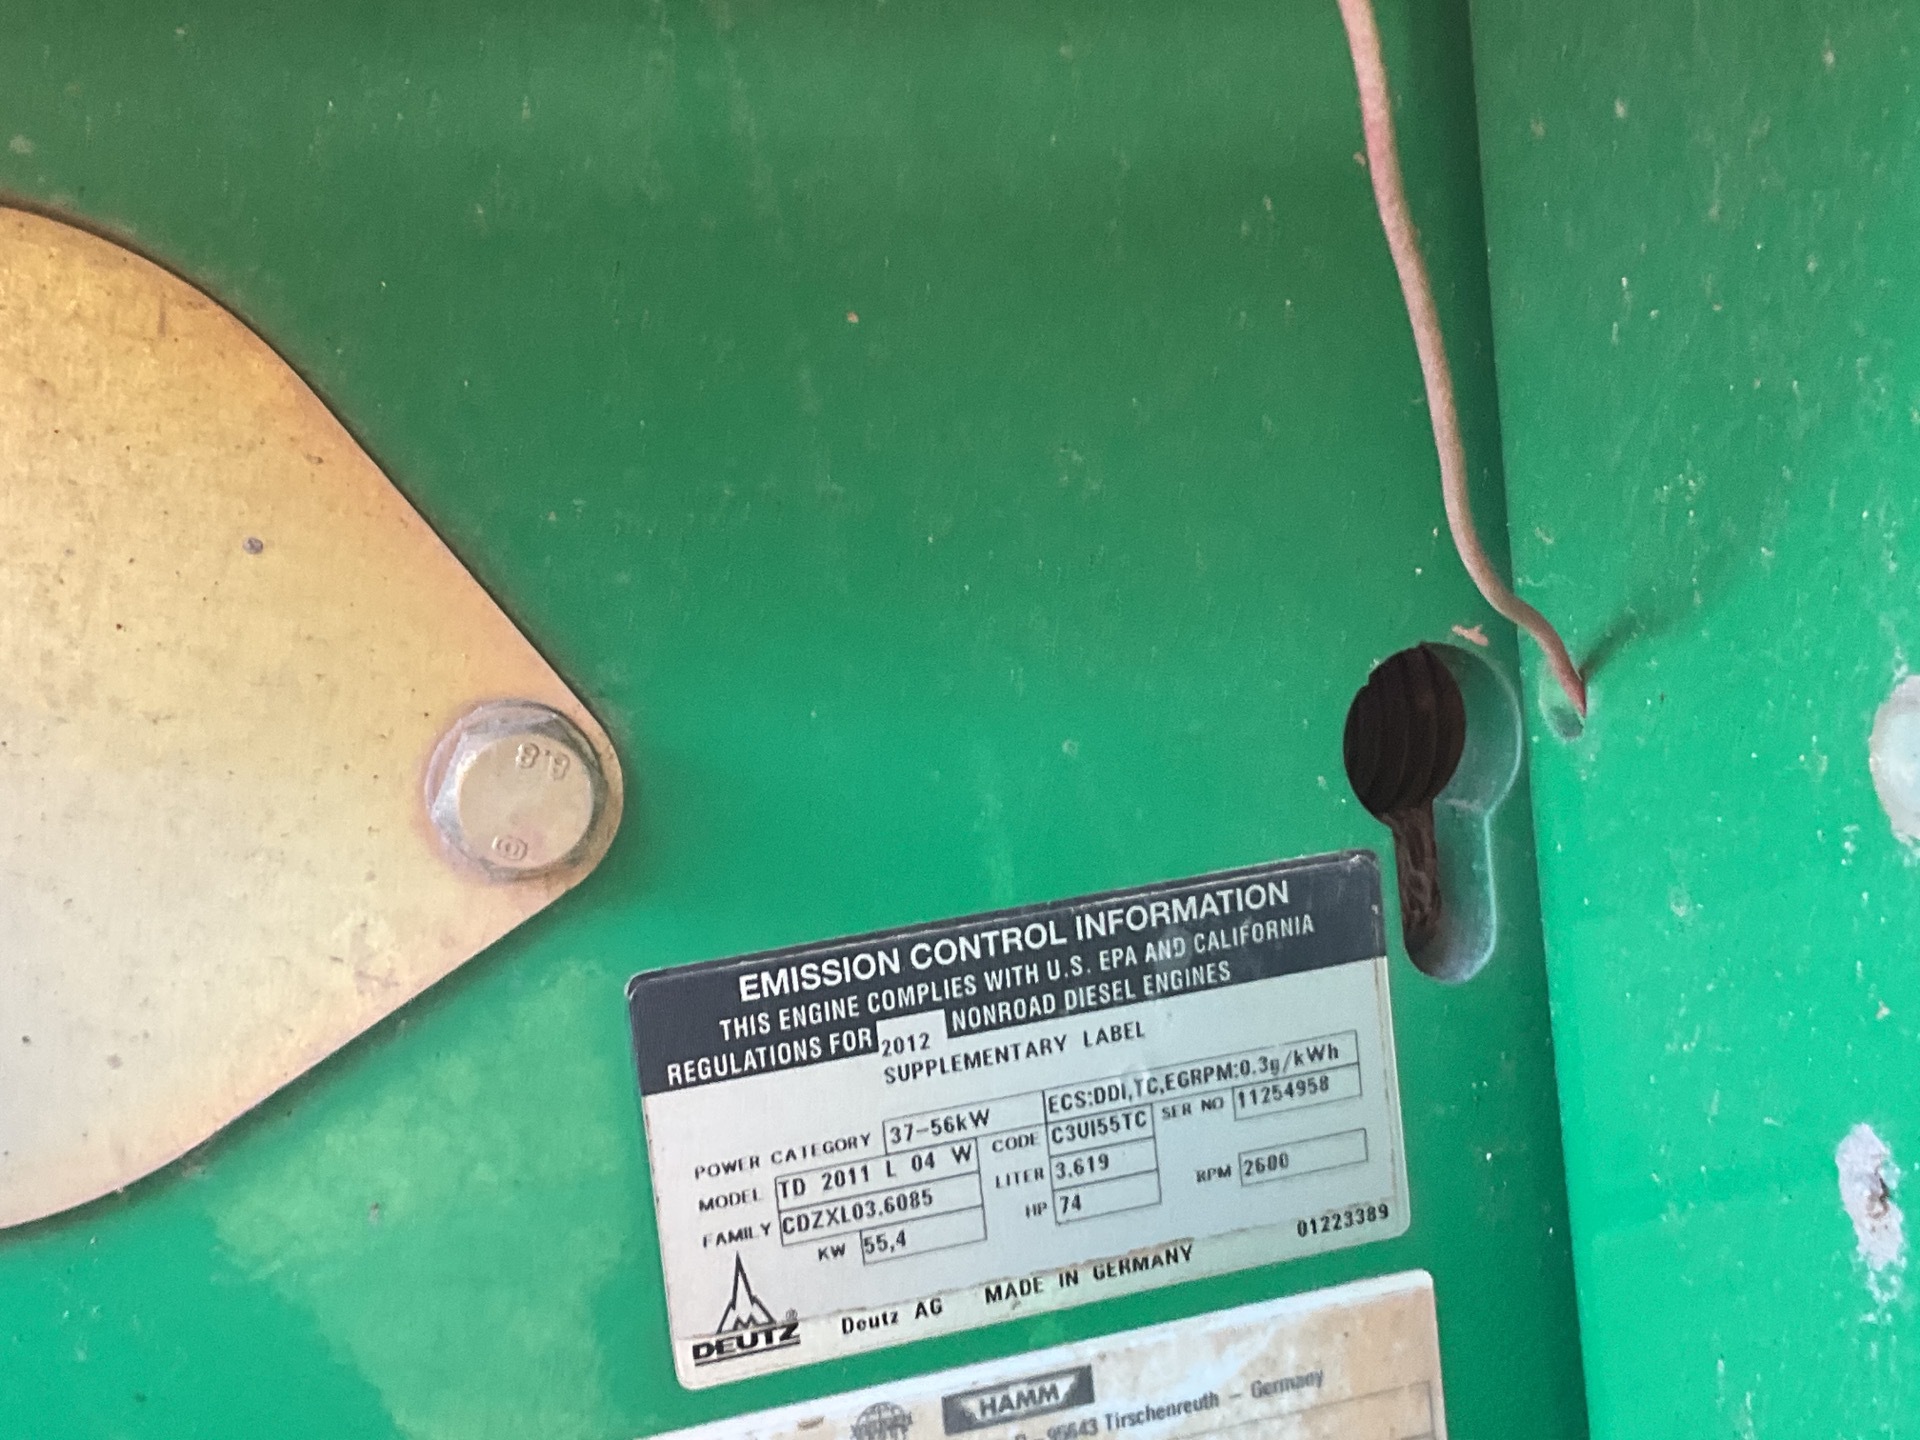 8.8
EMISSION CONTROL INFORMATION
THIS ENGINE COMPLIES WITH U.S. EPA AND CALIFORNIA
REGULATIONS FOR 2012 NONROAD DIESEL ENGINES
SUPPLEMENTARY LABEL
POWER CATEGORY 37-56kW ECS:DDI,TC,EGRPM:0.3g/kWh
MODEL TD 2011 L 04 W CODE C3UI55TC SER NO 11254958
FAMILY CDZXL03.6085 LITER 3.619 RPM 2600
KW 55,4 HP 74
01223389
DEUTZ® Deutz AG MADE IN GERMANY
HAMM
95643 Tirschenreuth - Germany